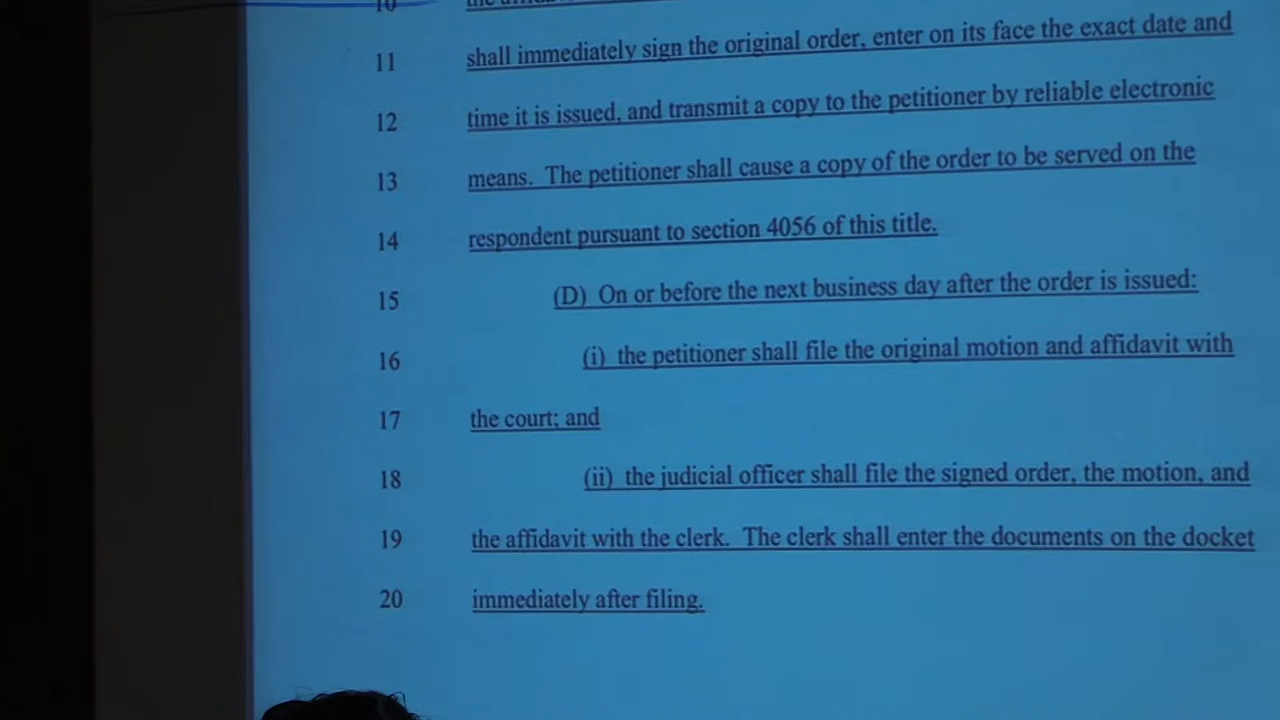 10
11 shall immediately sign the original order, enter on its face the exact date and
12 time it is issued, and transmit a copy to the petitioner by reliable electronic
13 means. The petitioner shall cause a copy of the order to be served on the
14 respondent pursuant to section 4056 of this title.
15 (D) On or before the next business day after the order is issued:
16 (i) the petitioner shall file the original motion and affidavit with
17 the court; and
18 (ii) the judicial officer shall file the signed order, the motion, and
19 the affidavit with the clerk. The clerk shall enter the documents on the docket
20 immediately after filing.